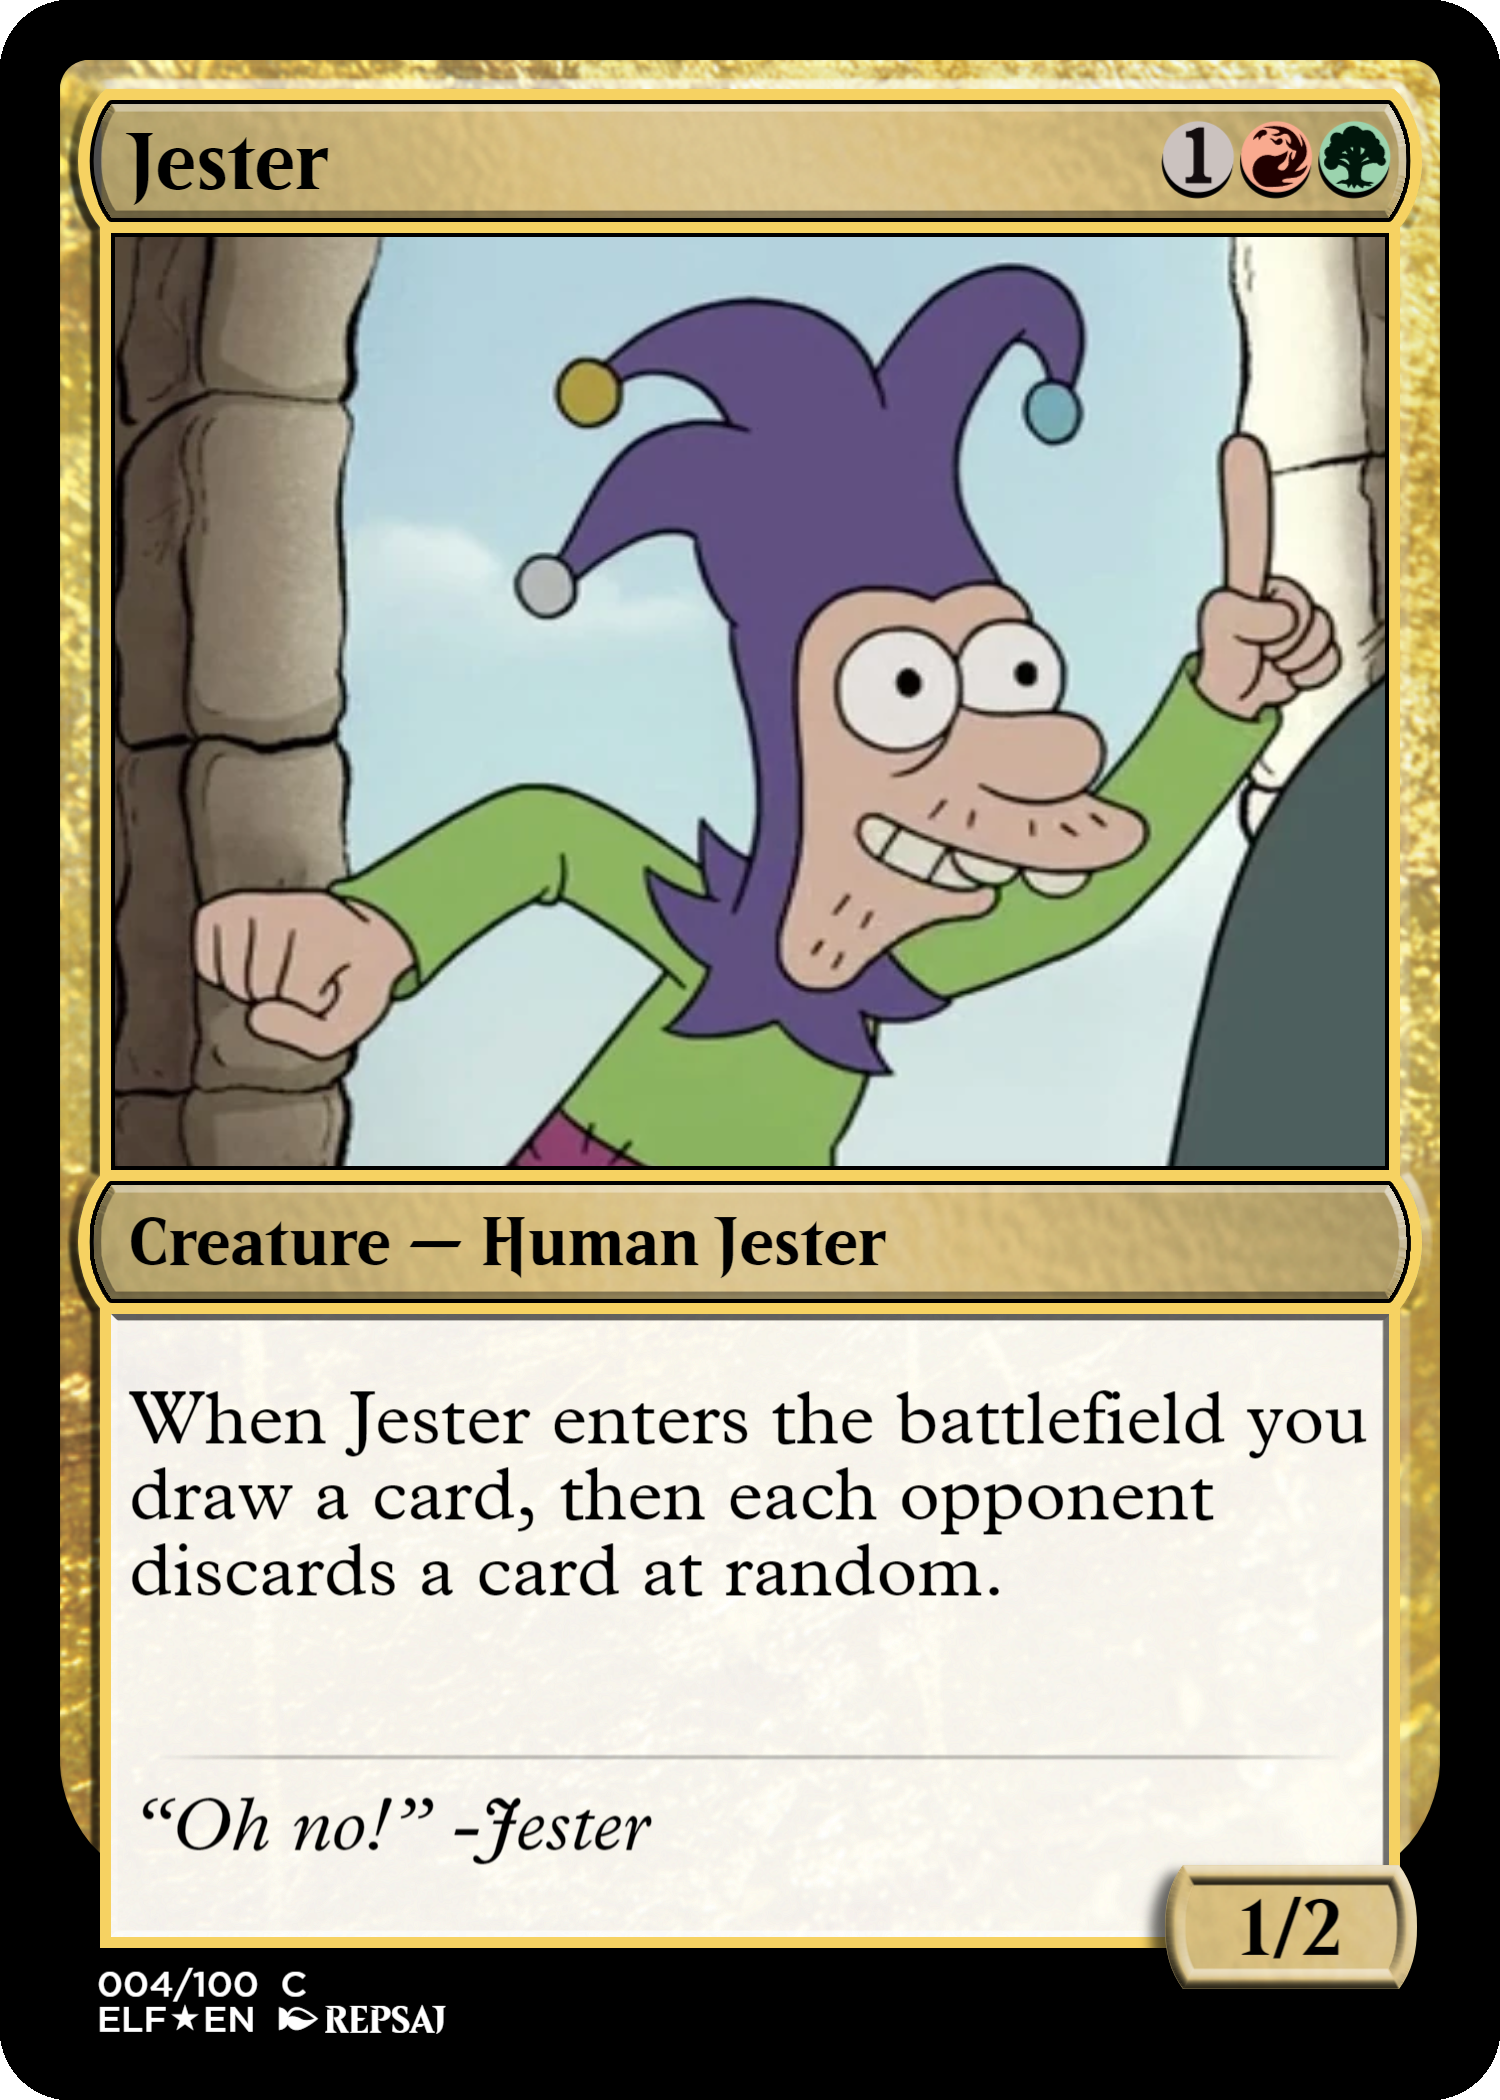 Jester 1
Creature — Human Jester
When Jester enters the battlefield you
draw a card, then each opponent
discards a card at random.
“Oh no!” -Jester
1/2
004/100 C
ELF★EN REPSAJ